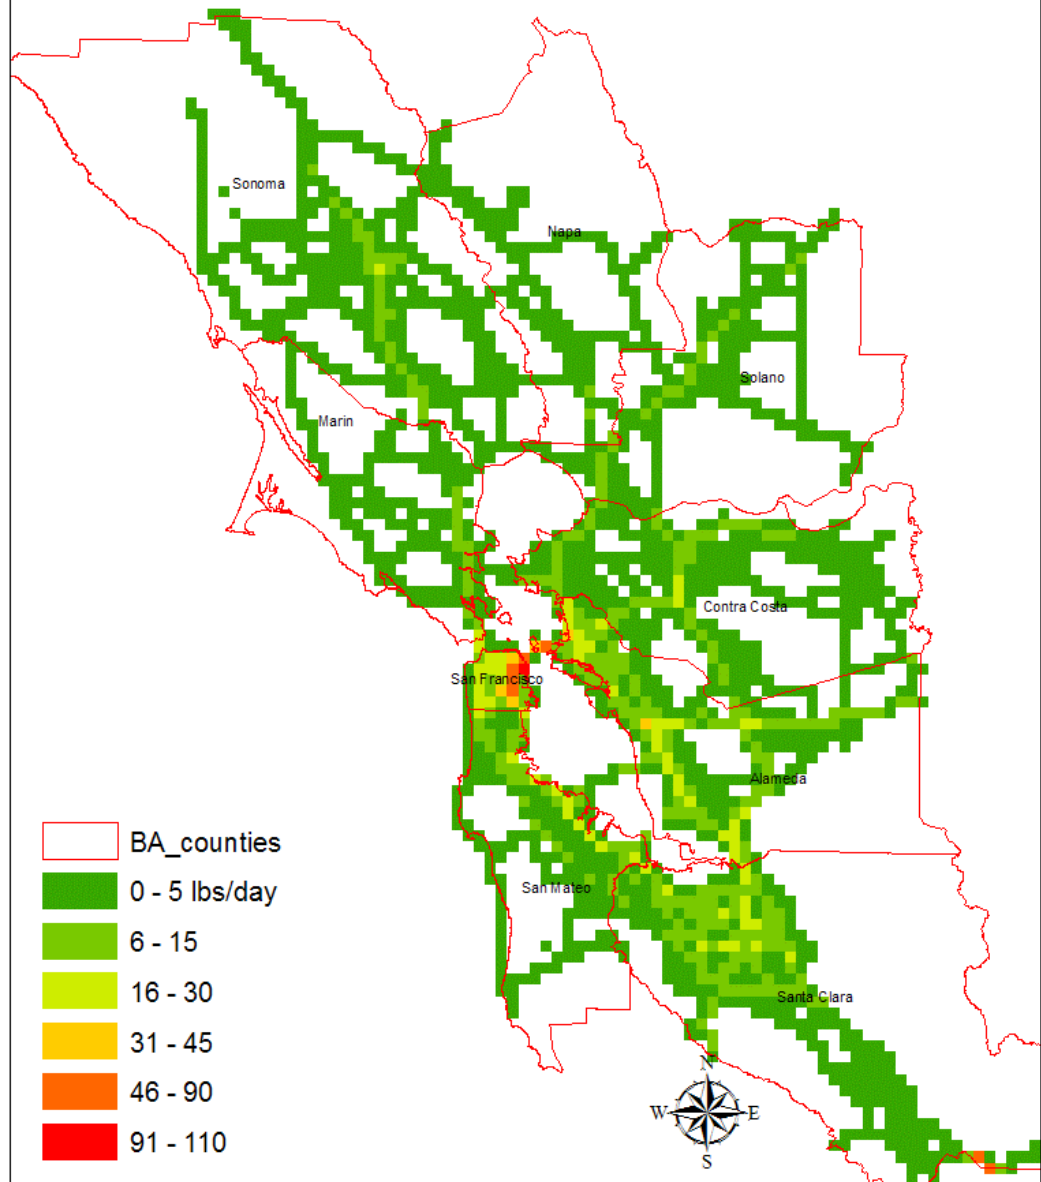 Sonoma
Napa
Solano
Marin
Contra Costa
San Francisco
Alameda
BA_counties
0 - 5 lbs/day
San Mateo
6 - 15
16 - 30
Santa Clara
31 - 45
N
46 - 90
W
E
91 - 110
S